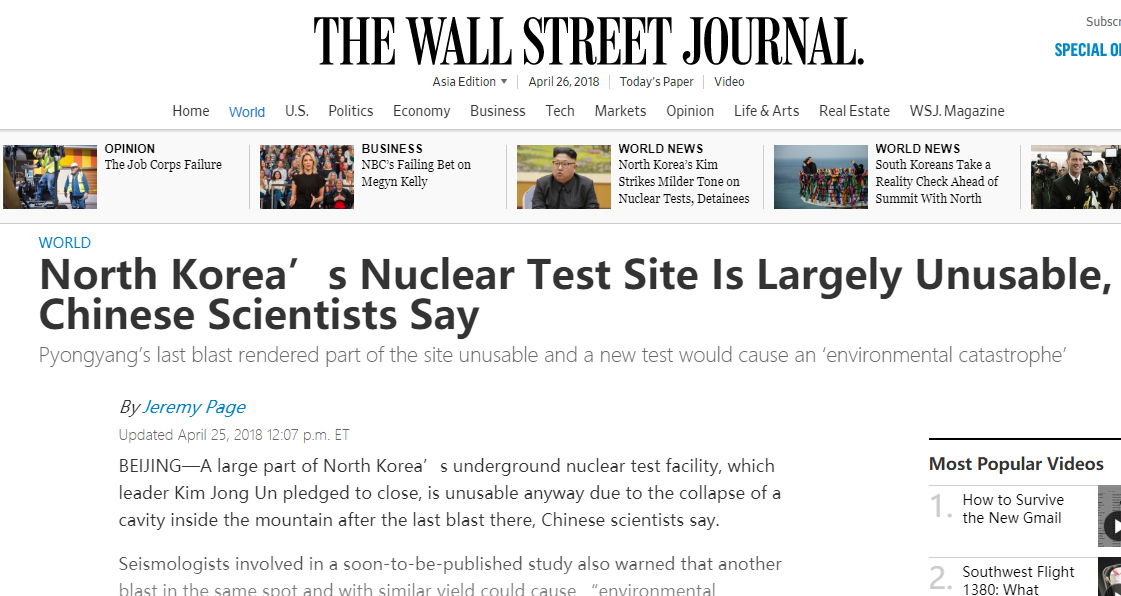 THE WALL STREET JOURNAL.
Subscr
SPECIAL O
Asia Edition ▼ | April 26, 2018 | Today's Paper | Video
Home World U.S. Politics Economy Business Tech Markets Opinion Life & Arts Real Estate WSJ. Magazine
OPINION
The Job Corps Failure
BUSINESS
NBC's Failing Bet on
Megyn Kelly
WORLD NEWS
North Korea's Kim
Strikes Milder Tone on
Nuclear Tests, Detainees
WORLD NEWS
South Koreans Take a
Reality Check Ahead of
Summit With North
WORLD
North Korea’ s Nuclear Test Site Is Largely Unusable,
Chinese Scientists Say
Pyongyang’s last blast rendered part of the site unusable and a new test would cause an ‘environmental catastrophe’
By Jeremy Page
Updated April 25, 2018 12:07 p.m. ET
BEIJING—A large part of North Korea’ s underground nuclear test facility, which
leader Kim Jong Un pledged to close, is unusable anyway due to the collapse of a
cavity inside the mountain after the last blast there, Chinese scientists say.
Seismologists involved in a soon-to-be-published study also warned that another
blast in the same spot and with similar yield could cause “environmental
Most Popular Videos
1. How to Survive
the New Gmail
2. Southwest Flight
1380: What